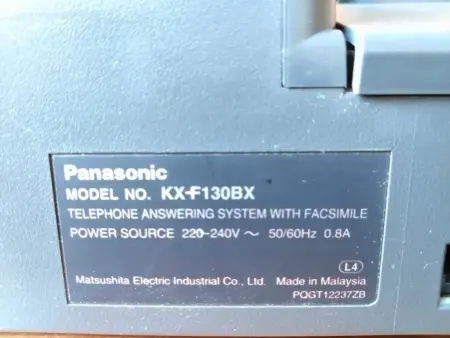 Panasonic
MODEL NO. KX-F130BX
TELEPHONE ANSWERING SYSTEM WITH FACSIMILE
POWER SOURCE 220-240V ~ 50/60Hz 0.8A
L4
Matsushita Electric Industrial Co., Ltd. Made in Malaysia
PQGT12237ZB